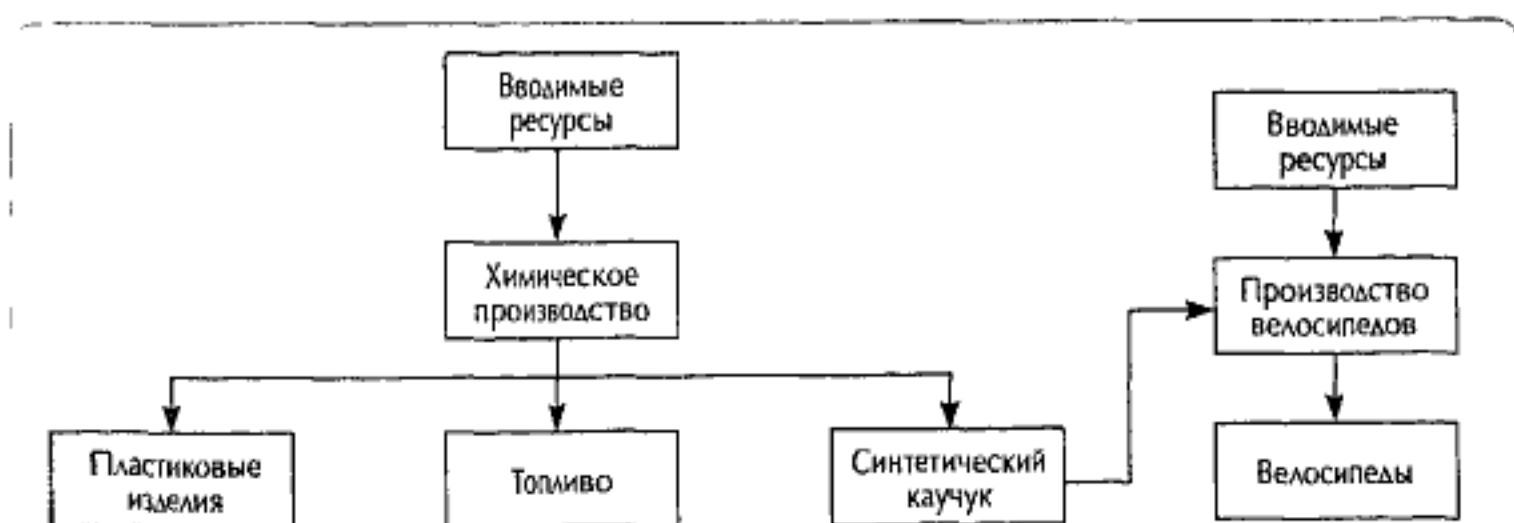 Вводимые
ресурсы
Вводимые
ресурсы
Химическое
производство
Производство
велосипедов
Пластиковые
изделия
Топливо
Синтетический
каучук
Велосипеды